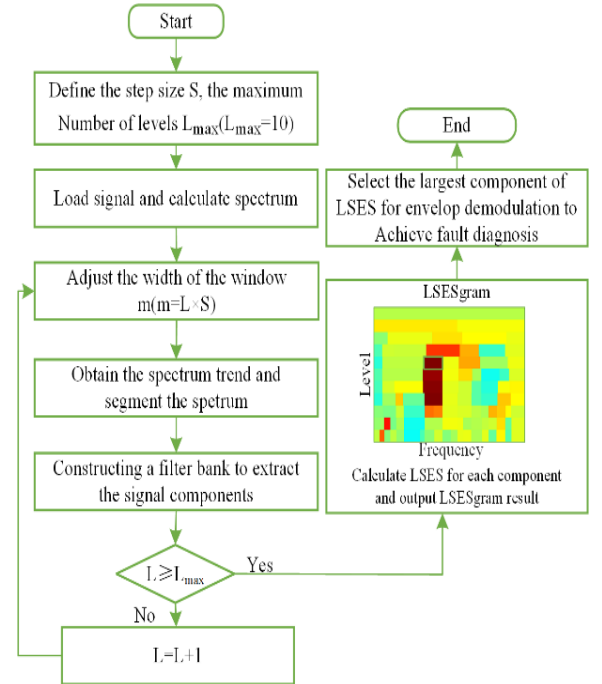 Start
Define the step size S, the maximum
Number of levels Lmax(Lmax=10)
Load signal and calculate spectrum
Adjust the width of the window
m(m=L×S)
Obtain the spectrum trend and
segment the spetrum
Constructing a filter bank to extract
the signal components
L⩾Lmax
Yes
No
L=L+1
LSESgram
Level
Frequency
Calculate LSES for each component
and output LSESgram result
Select the largest component of
LSES for envelop demodulation to
Achieve fault diagnosis
End